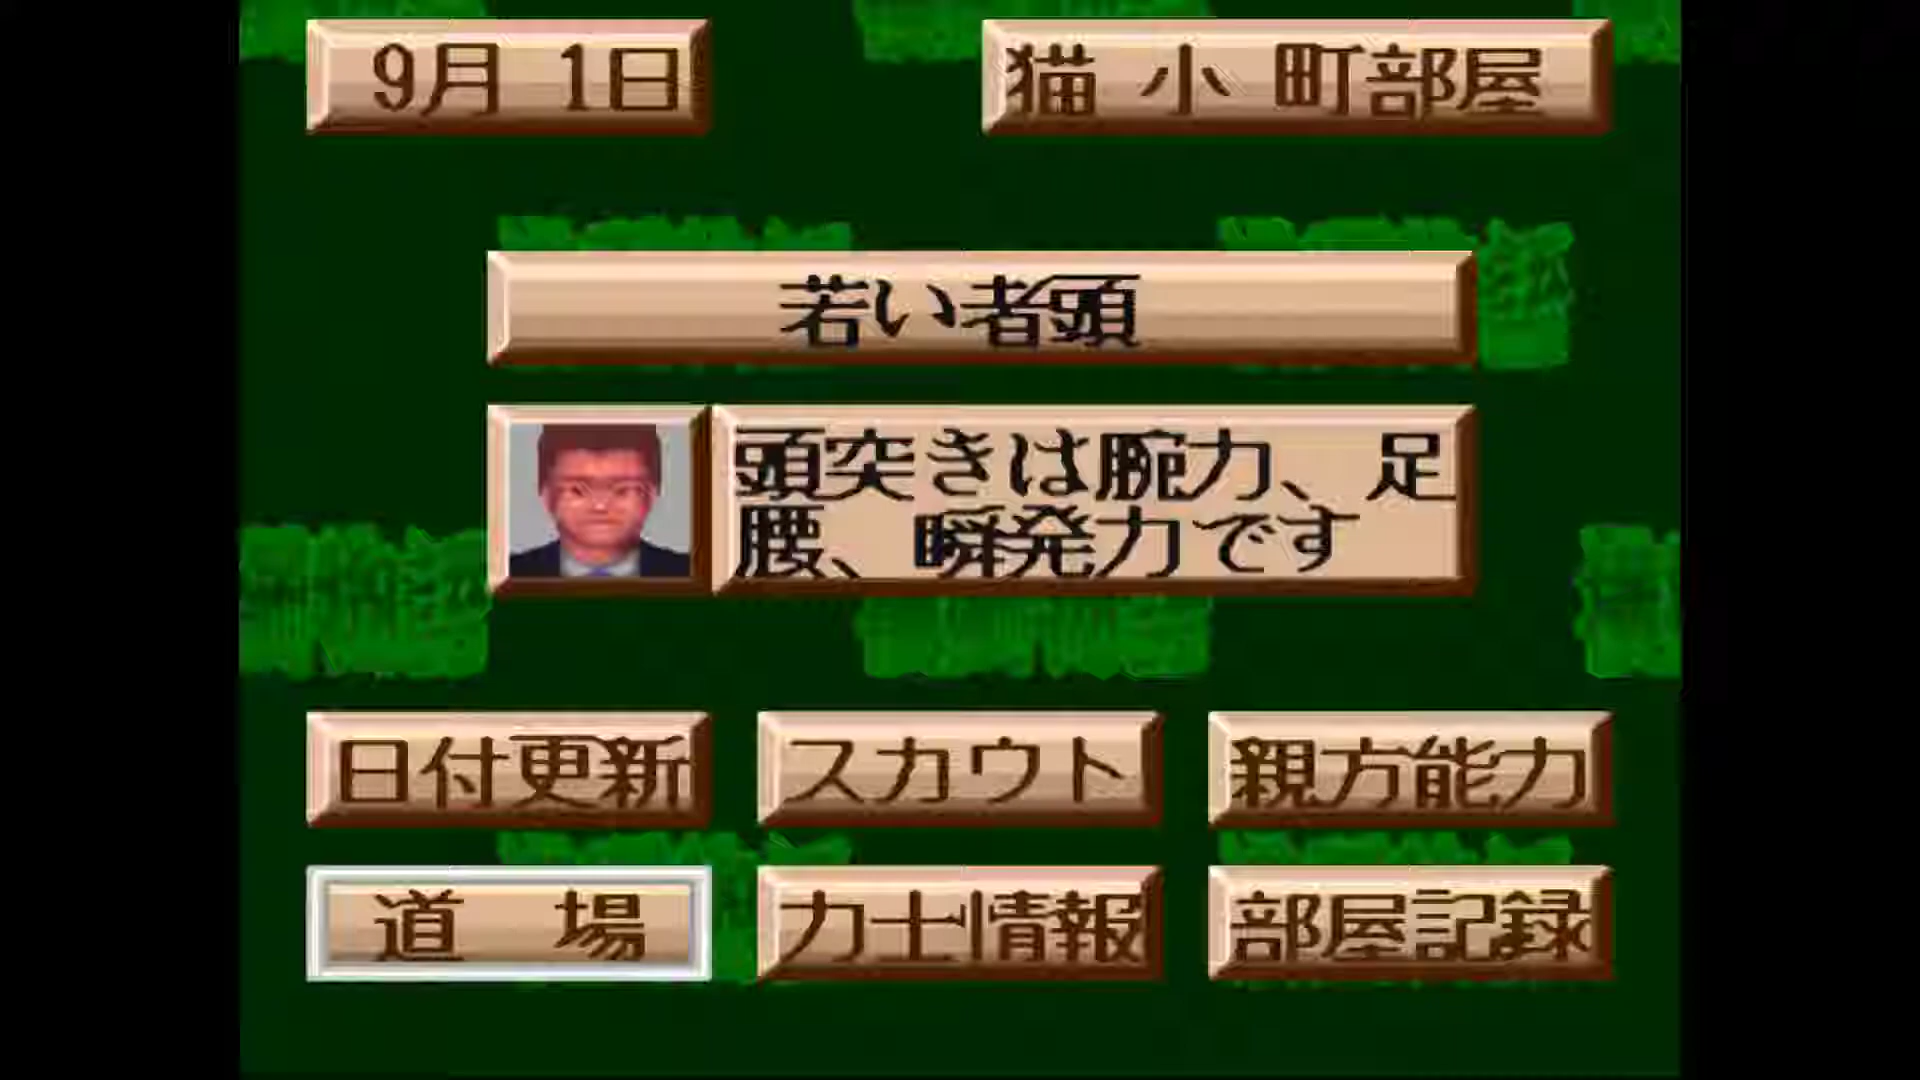 9月 1日
猫 小 町部屋
若い者頭
頭突きは腕力、足
腰、瞬発力です
日付更新
スカウト
親方能力
道 場
力士情報
部屋記録